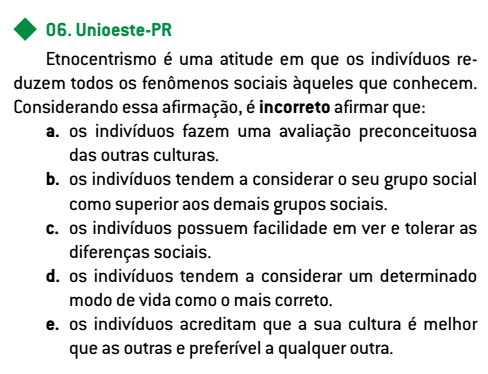 06. Unioeste-PR
Etnocentrismo é uma atitude em que os indivíduos re-
duzem todos os fenômenos sociais àqueles que conhecem.
Considerando essa afirmação, é incorreto afirmar que:
a. os indivíduos fazem uma avaliação preconceituosa
das outras culturas.
b. os indivíduos tendem a considerar o seu grupo social
como superior aos demais grupos sociais.
c. os indivíduos possuem facilidade em ver e tolerar as
diferenças sociais.
d. os indivíduos tendem a considerar um determinado
modo de vida como o mais correto.
e. os indivíduos acreditam que a sua cultura é melhor
que as outras e preferível a qualquer outra.